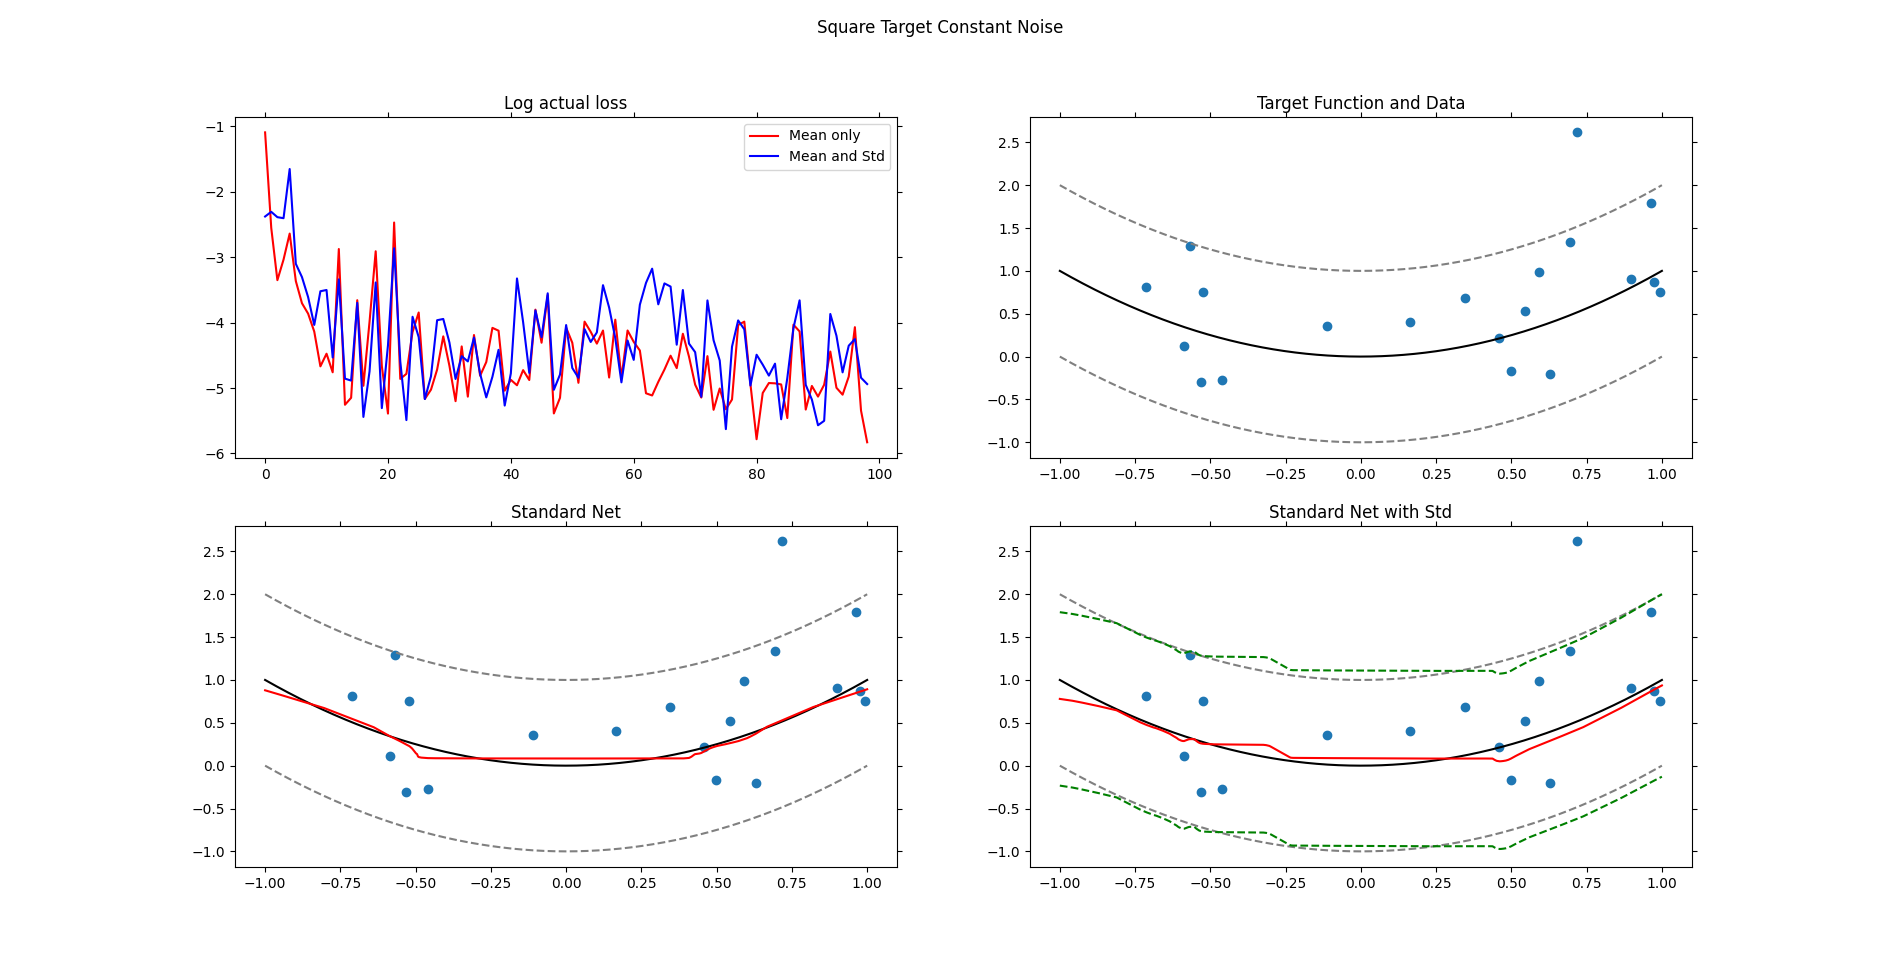 Square Target Constant Noise
Log actual loss
−1
−2
−3
−4
−5
−6
0 20 40 60 80 100
Mean only
Mean and Std
Target Function and Data
2.5
2.0
1.5
1.0
0.5
0.0
−0.5
−1.0
−1.00 −0.75 −0.50 −0.25 0.00 0.25 0.50 0.75 1.00
Standard Net
2.5
2.0
1.5
1.0
0.5
0.0
−0.5
−1.0
−1.00 −0.75 −0.50 −0.25 0.00 0.25 0.50 0.75 1.00
Standard Net with Std
2.5
2.0
1.5
1.0
0.5
0.0
−0.5
−1.0
−1.00 −0.75 −0.50 −0.25 0.00 0.25 0.50 0.75 1.00